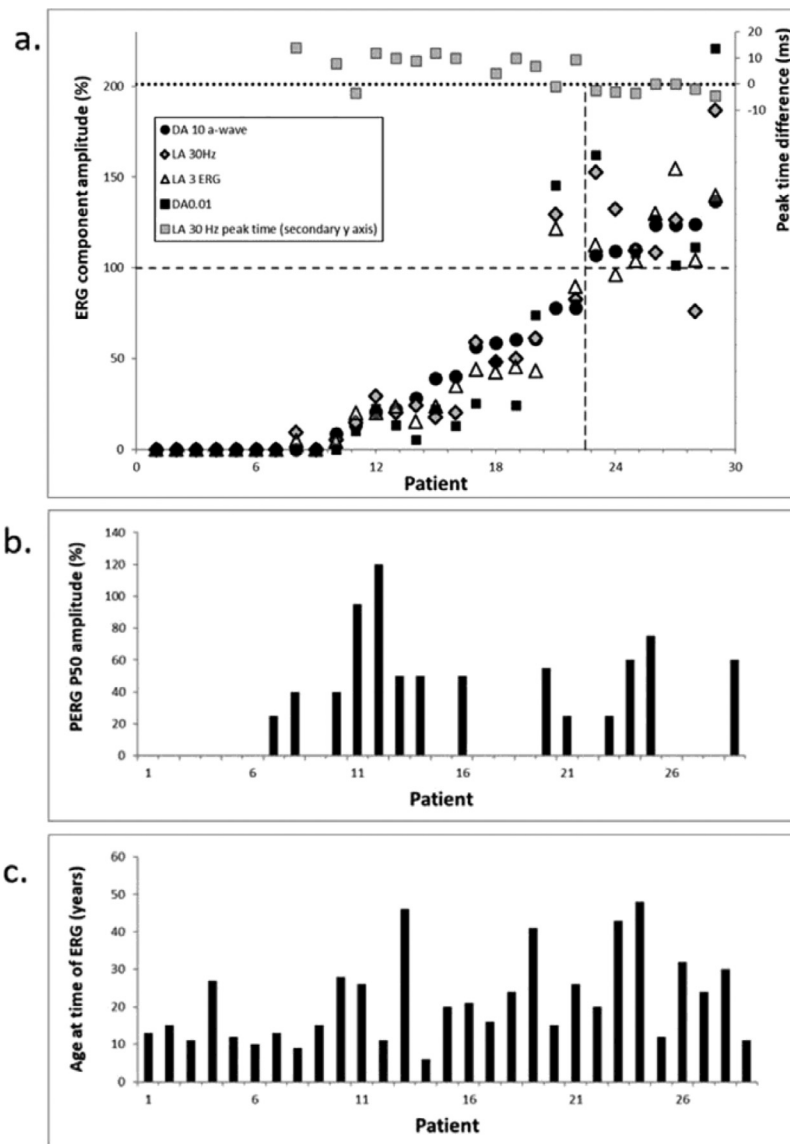 a.
ERG component amplitude (%)
200
150
100
50
0
DA 10 a-wave
LA 30Hz
LA 3 ERG
DA0.01
LA 30 Hz peak time (secondary y axis)
20
10
0
-10
Peak time difference (ms)
0 6 12 18 24 30
Patient
b.
PERG P50 amplitude (%)
140
120
100
80
60
40
20
0
1 6 11 16 21 26
Patient
c.
Age at time of ERG (years)
60
50
40
30
20
10
0
1 6 11 16 21 26
Patient